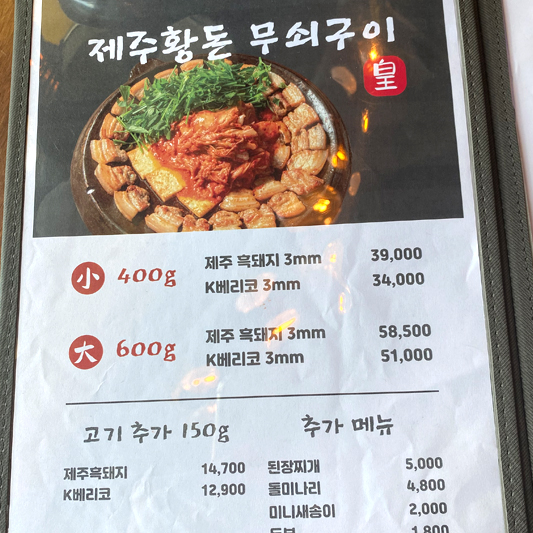 제주황돈 무쇠구이
皇
小 400g 제주 흑돼지 3mm 39,000
K베리코 3mm 34,000
大 600g 제주 흑돼지 3mm 58,500
K베리코 3mm 51,000
고기 추가 150g
제주흑돼지 14,700
K베리코 12,900
추가 메뉴
된장찌개 5,000
돌미나리 4,800
미니새송이 2,000
두부 1,800